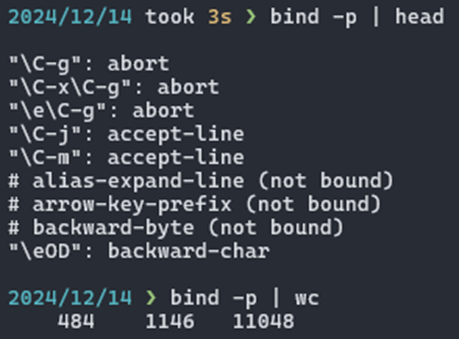 2024/12/14 took 3s ❯ bind -p | head
"\C-g": abort
"\C-x\C-g": abort
"\e\C-g": abort
"\C-j": accept-line
"\C-m": accept-line
# alias-expand-line (not bound)
# arrow-key-prefix (not bound)
# backward-byte (not bound)
"\eOD": backward-char
2024/12/14 ❯ bind -p | wc
484 1146 11048